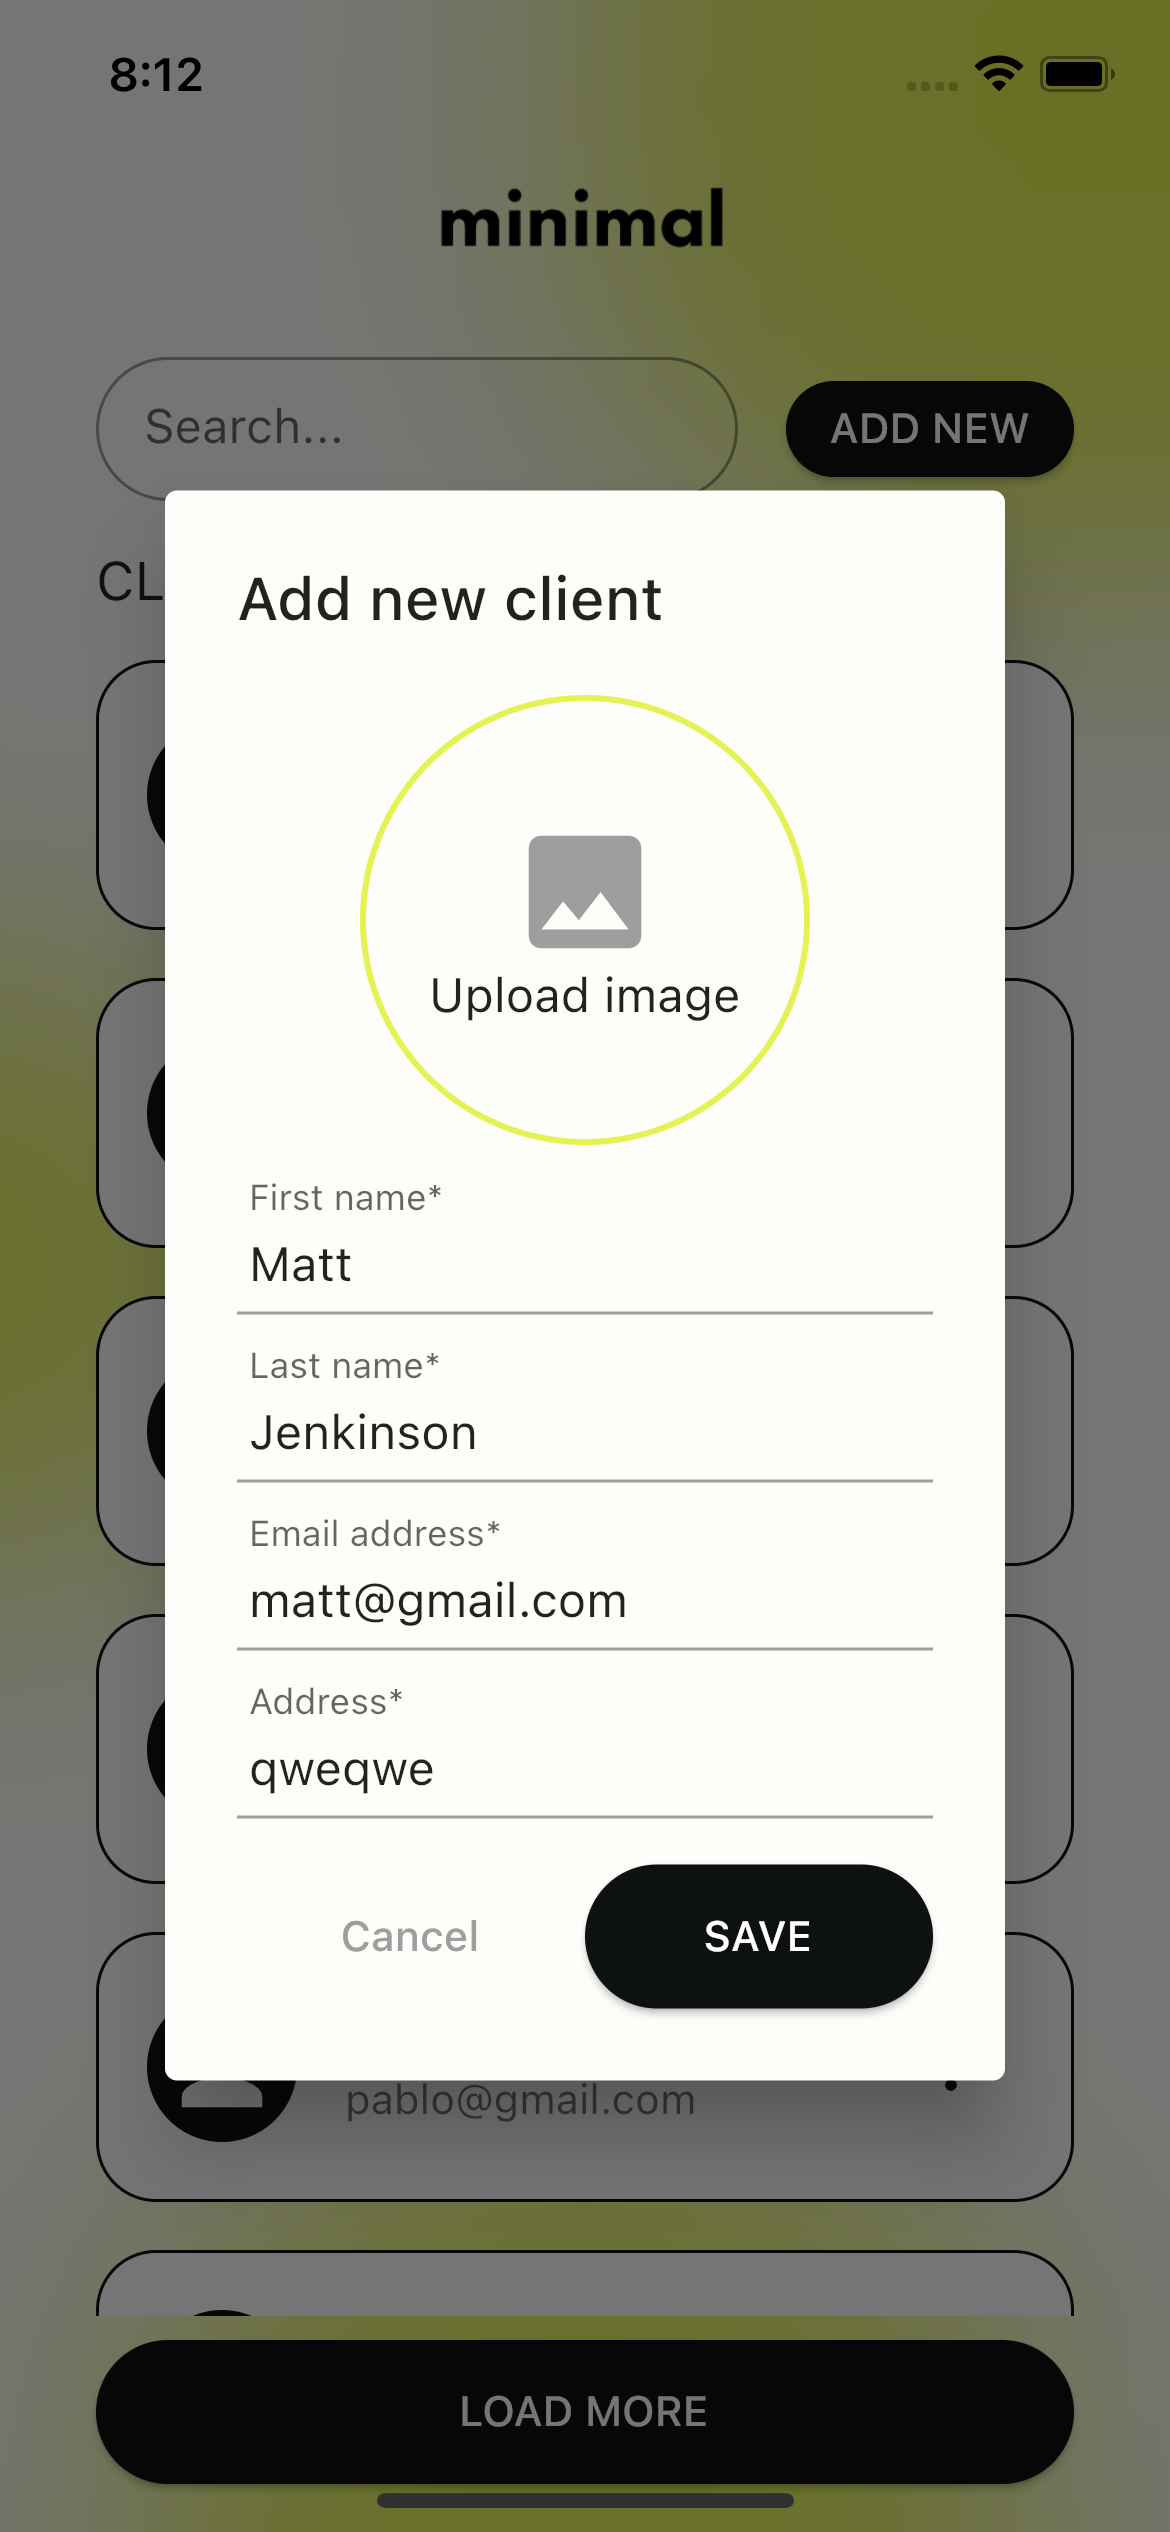 8:12
minimal
Search...
ADD NEW
CL
Add new client
Upload image
First name*
Matt
Last name*
Jenkinson
Email address*
matt@gmail.com
Address*
qweqwe
Cancel
SAVE
pablo@gmail.com
LOAD MORE